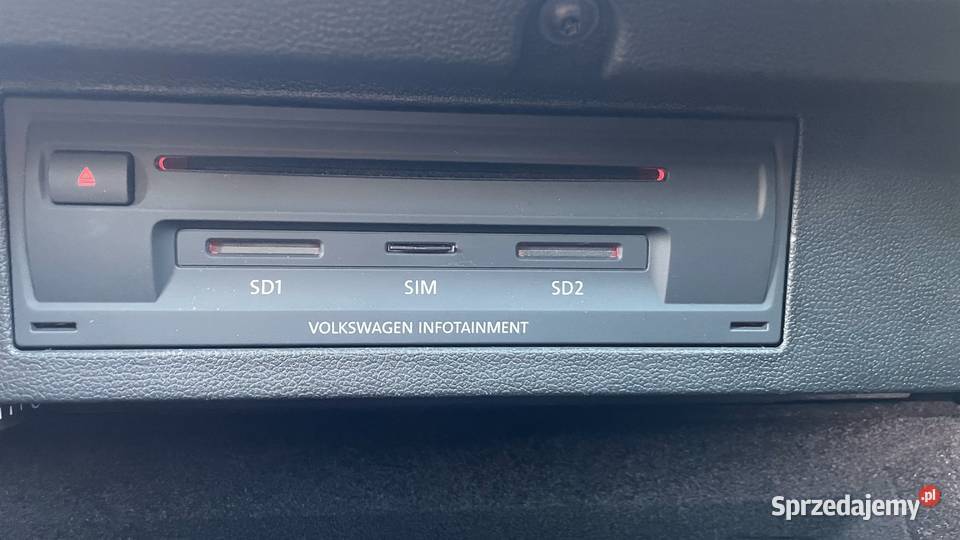 SD1 SIM SD2
VOLKSWAGEN INFOTAINMENT
Sprzedajemy.pl